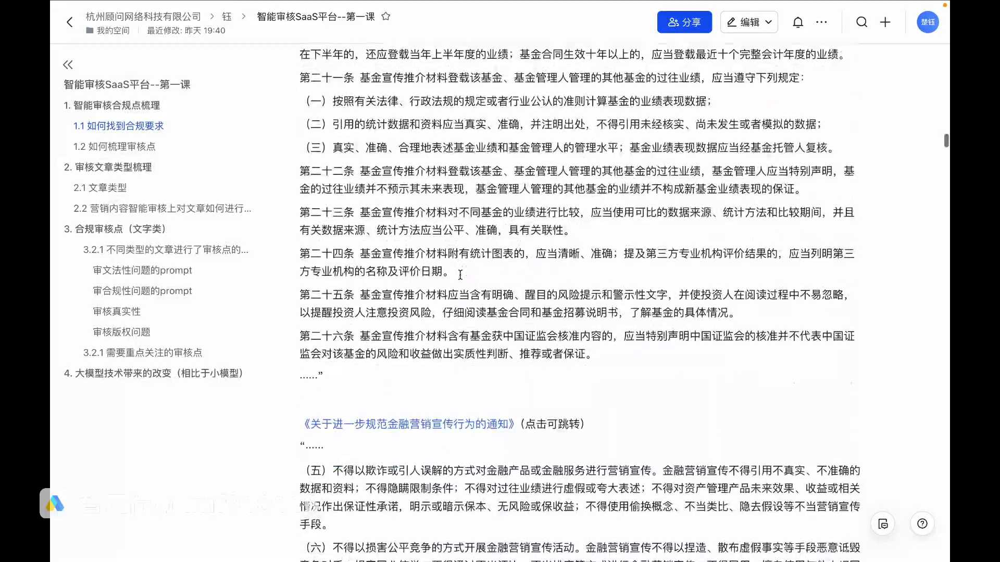 杭州顾问网络科技有限公司 > 钰 > 智能审核SaaS平台--第一课
我的空间 最近修改: 昨天 19:40
分享
编辑
楚钰
智能审核SaaS平台--第一课
1. 智能审核合规点梳理
1.1 如何找到合规要求
1.2 如何梳理审核点
2. 审核文章类型梳理
2.1 文章类型
2.2 营销内容智能审核上对文章如何进行...
3. 合规审核点（文字类）
3.2.1 不同类型的文章进行了审核点的...
审文法性问题的prompt
审合规性问题的prompt
审核真实性
审核版权问题
3.2.1 需要重点关注的审核点
4. 大模型技术带来的改变（相比于小模型）
在下半年的，还应登载当年上半年度的业绩；基金合同生效十年以上的，应当登载最近十个完整会计年度的业绩。
第二十一条 基金宣传推介材料登载该基金、基金管理人管理的其他基金的过往业绩，应当遵守下列规定：
（一）按照有关法律、行政法规的规定或者行业公认的准则计算基金的业绩表现数据；
（二）引用的统计数据和资料应当真实、准确，并注明出处，不得引用未经核实、尚未发生或者模拟的数据；
（三）真实、准确、合理地表述基金业绩和基金管理人的管理水平；基金业绩表现数据应当经基金托管人复核。
第二十二条 基金宣传推介材料登载该基金、基金管理人管理的其他基金的过往业绩，基金管理人应当特别声明，基
金的过往业绩并不预示其未来表现，基金管理人管理的其他基金的业绩并不构成新基金业绩表现的保证。
第二十三条 基金宣传推介材料对不同基金的业绩进行比较，应当使用可比的数据来源、统计方法和比较期间，并且
有关数据来源、统计方法应当公平、准确，具有关联性。
第二十四条 基金宣传推介材料附有统计图表的，应当清晰、准确；提及第三方专业机构评价结果的，应当列明第三
方专业机构的名称及评价日期。
第二十五条 基金宣传推介材料应当含有明确、醒目的风险提示和警示性文字，并使投资人在阅读过程中不易忽略，
以提醒投资人注意投资风险，仔细阅读基金合同和基金招募说明书，了解基金的具体情况。
第二十六条 基金宣传推介材料含有基金获中国证监会核准内容的，应当特别声明中国证监会的核准并不代表中国证
监会对该基金的风险和收益做出实质性判断、推荐或者保证。
......”
《关于进一步规范金融营销宣传行为的通知》（点击可跳转）
“......
（五）不得以欺诈或引人误解的方式对金融产品或金融服务进行营销宣传。金融营销宣传不得引用不真实、不准确的
数据和资料；不得隐瞒限制条件；不得对过往业绩进行虚假或夸大表述；不得对资产管理产品未来效果、收益或相关
情况作出保证性承诺，明示或暗示保本、无风险或保收益；不得使用偷换概念、不当类比、隐去假设等不当营销宣传
手段。
（六）不得以损害公平竞争的方式开展金融营销宣传活动。金融营销宣传不得以捏造、散布虚假事实等手段恶意诋毁